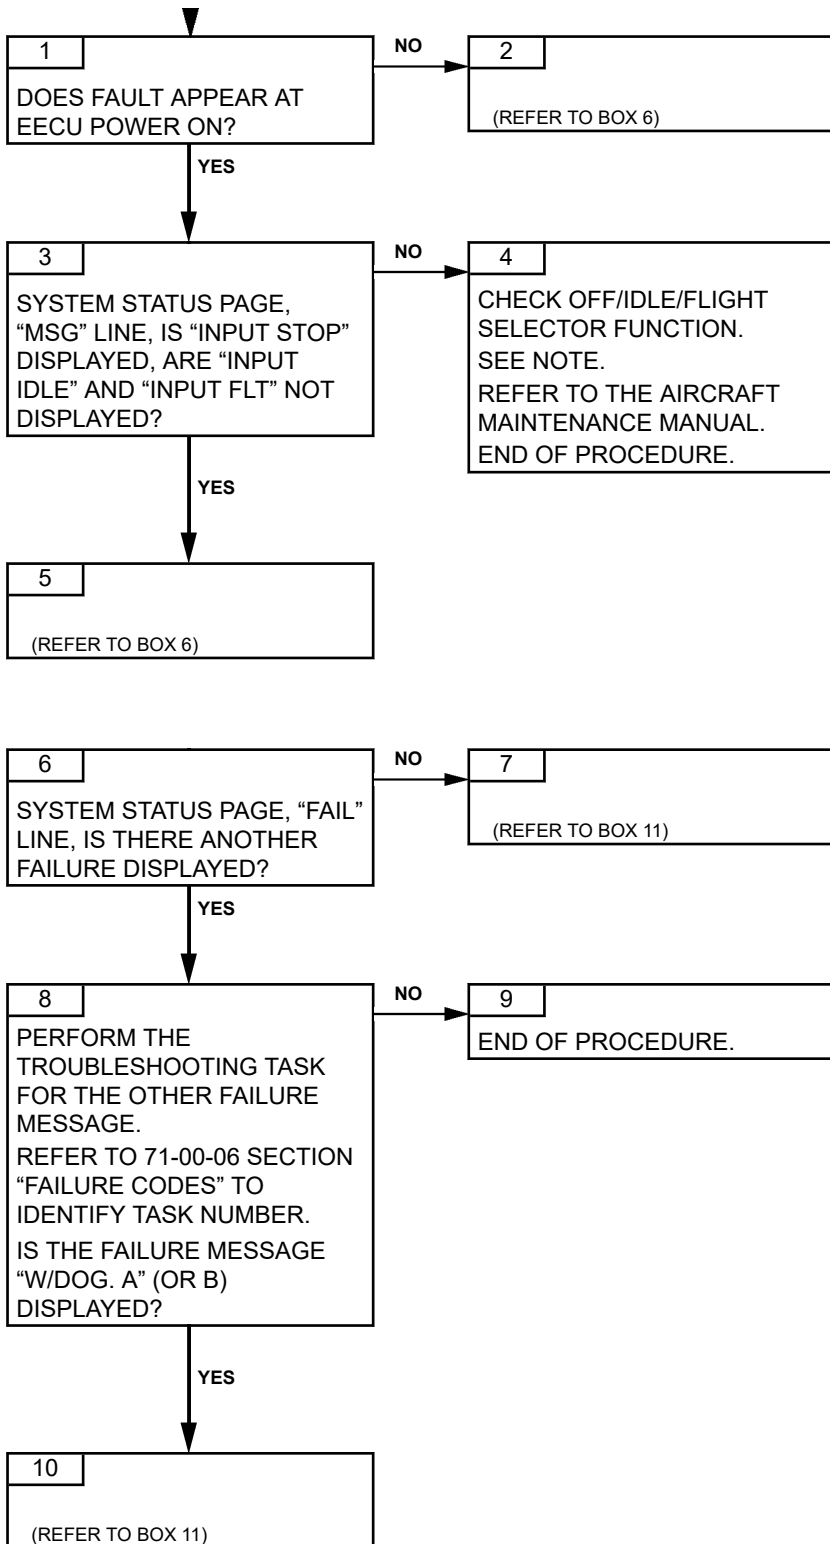 1
DOES FAULT APPEAR AT
EECU POWER ON?
NO
2
(REFER TO BOX 6)
YES
3
SYSTEM STATUS PAGE,
“MSG” LINE, IS “INPUT STOP”
DISPLAYED, ARE “INPUT
IDLE” AND “INPUT FLT” NOT
DISPLAYED?
NO
4
CHECK OFF/IDLE/FLIGHT
SELECTOR FUNCTION.
SEE NOTE.
REFER TO THE AIRCRAFT
MAINTENANCE MANUAL.
END OF PROCEDURE.
YES
5
(REFER TO BOX 6)
6
SYSTEM STATUS PAGE, “FAIL”
LINE, IS THERE ANOTHER
FAILURE DISPLAYED?
NO
7
(REFER TO BOX 11)
YES
8
PERFORM THE
TROUBLESHOOTING TASK
FOR THE OTHER FAILURE
MESSAGE.
REFER TO 71-00-06 SECTION
“FAILURE CODES” TO
IDENTIFY TASK NUMBER.
IS THE FAILURE MESSAGE
“W/DOG. A” (OR B)
DISPLAYED?
NO
9
END OF PROCEDURE.
YES
10
(REFER TO BOX 11)